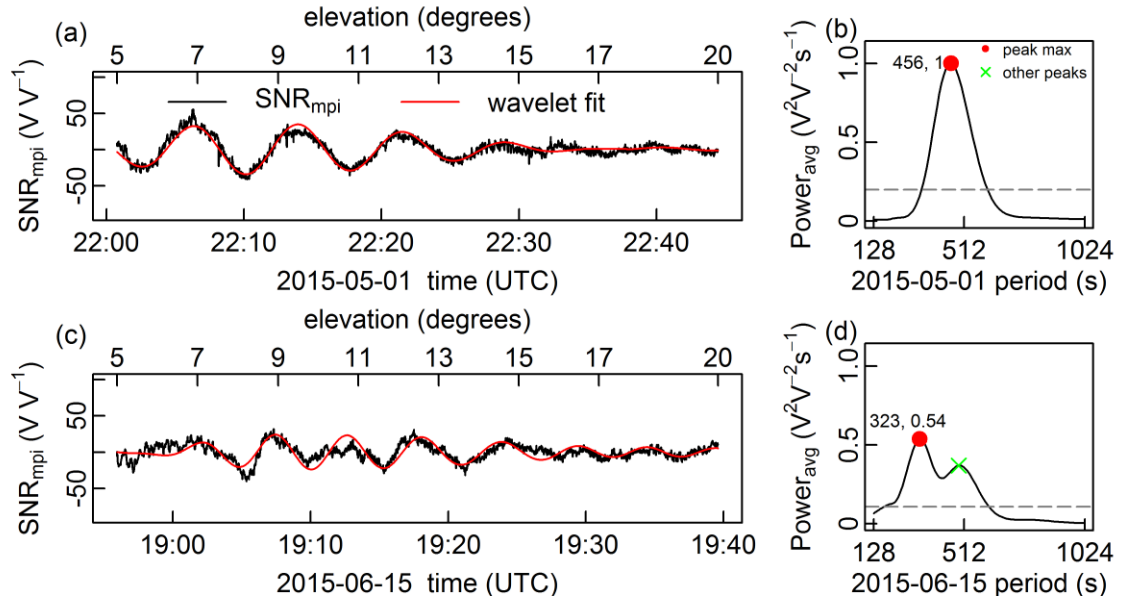 elevation (degrees)
(a)
5 7 9 11 13 15 17 20
SNRmpi (V V⁻¹)
50
-50
SNRmpi
wavelet fit
22:00 22:10 22:20 22:30 22:40
2015-05-01 time (UTC)
(b)
Poweravg (V²V⁻²s⁻¹)
1.0
0.5
0
456, 1
peak max
other peaks
128 512 1024
2015-05-01 period (s)
elevation (degrees)
(c)
5 7 9 11 13 15 17 20
SNRmpi (V V⁻¹)
50
-50
19:00 19:10 19:20 19:30 19:40
2015-06-15 time (UTC)
(d)
Poweravg (V²V⁻²s⁻¹)
1.0
0.5
0
323, 0.54
128 512 1024
2015-06-15 period (s)